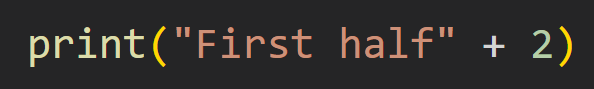 print("First half" + 2)